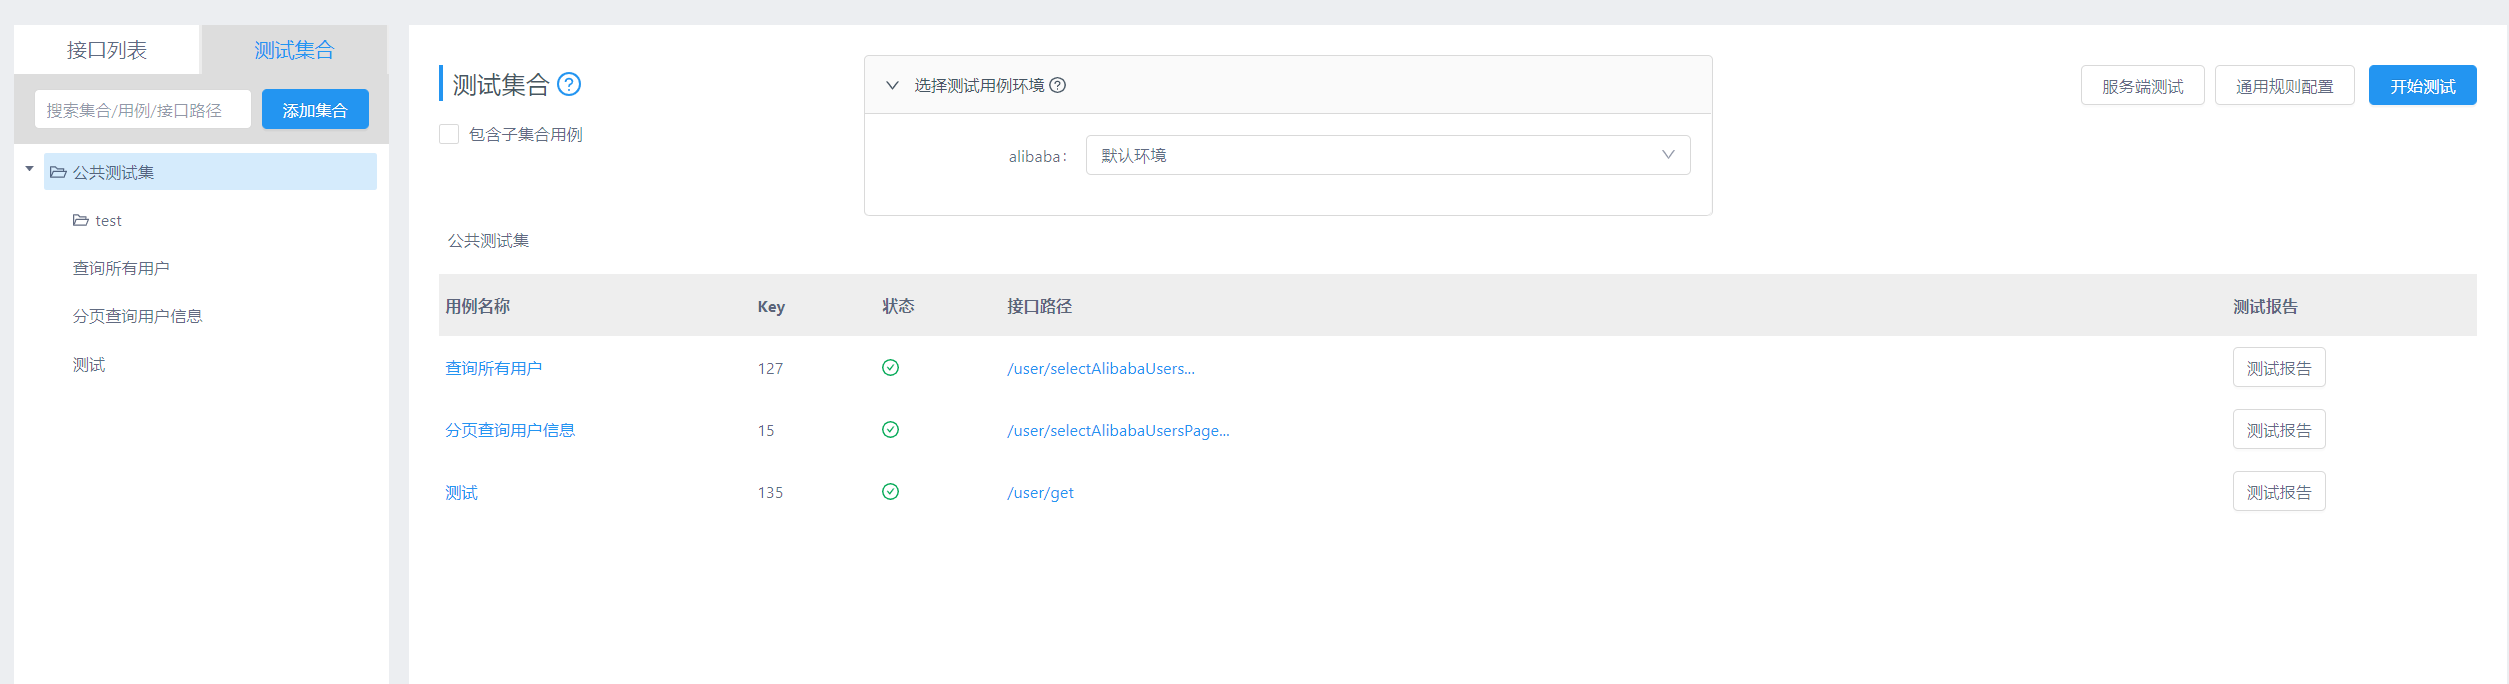 接口列表
测试集合
搜索集合/用例/接口路径
添加集合
公共测试集
test
查询所有用户
分页查询用户信息
测试
测试集合
包含子集合用例
选择测试用例环境
alibaba:
默认环境
服务端测试
通用规则配置
开始测试
公共测试集
用例名称 Key 状态 接口路径 测试报告
查询所有用户 127 /user/selectAlibabaUsers... 测试报告
分页查询用户信息 15 /user/selectAlibabaUsersPage... 测试报告
测试 135 /user/get 测试报告